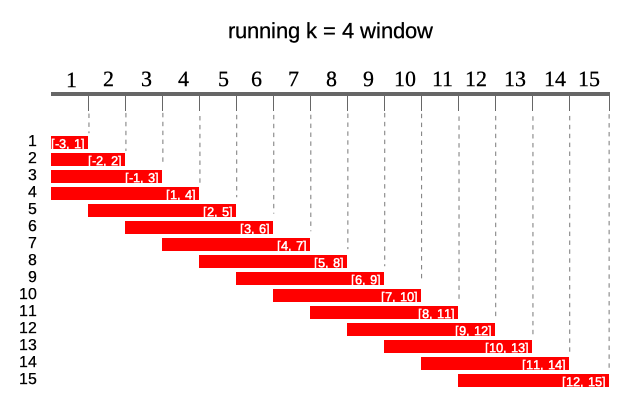 running k = 4 window
1 2 3 4 5 6 7 8 9 10 11 12 13 14 15
1 [-3, 1]
2 [-2, 2]
3 [-1, 3]
4 [1, 4]
5 [2, 5]
6 [3, 6]
7 [4, 7]
8 [5, 8]
9 [6, 9]
10 [7, 10]
11 [8, 11]
12 [9, 12]
13 [10, 13]
14 [11, 14]
15 [12, 15]